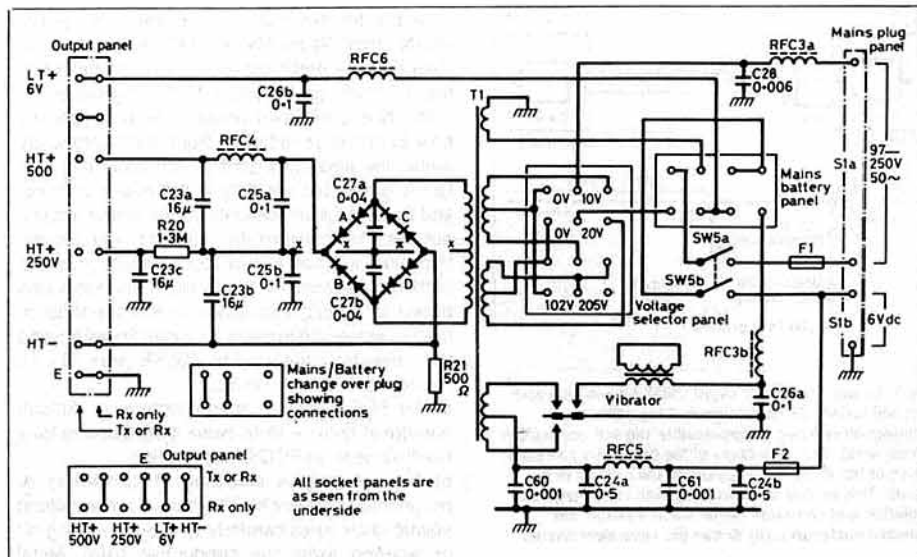 Output panel
LT+
6V
HT+
500
HT+
250V
HT–
E
Rx only
Tx or Rx
C26b
0·1
RFC6
RFC4
C23a
16μ
C25a
0·1
R20
1·3M
C23c
16μ
C23b
16μ
C25b
0·1
C27a
0·04
A
B
x
x
x
x
x
C27b
0·04
R21
500
Ω
T1
RFC3a
C28
0·006
Mains plug
panel
S1a
97—
250V
50~
Mains
battery
panel
0V 10V
0V 20V
102V 205V
Voltage
selector panel
SW5a
SW5b
F1
S1b
6Vdc
RFC3b
C26a
0·1
Vibrator
RFC5
C60
0·001
C24a
0·5
C61
0·001
C24b
0·5
F2
Mains/Battery
change over plug
showing
connections
All socket panels are
as seen from the
underside
E Output panel
Tx or Rx
Rx only
HT+ HT+ LT+ HT–
500V 250V 6V